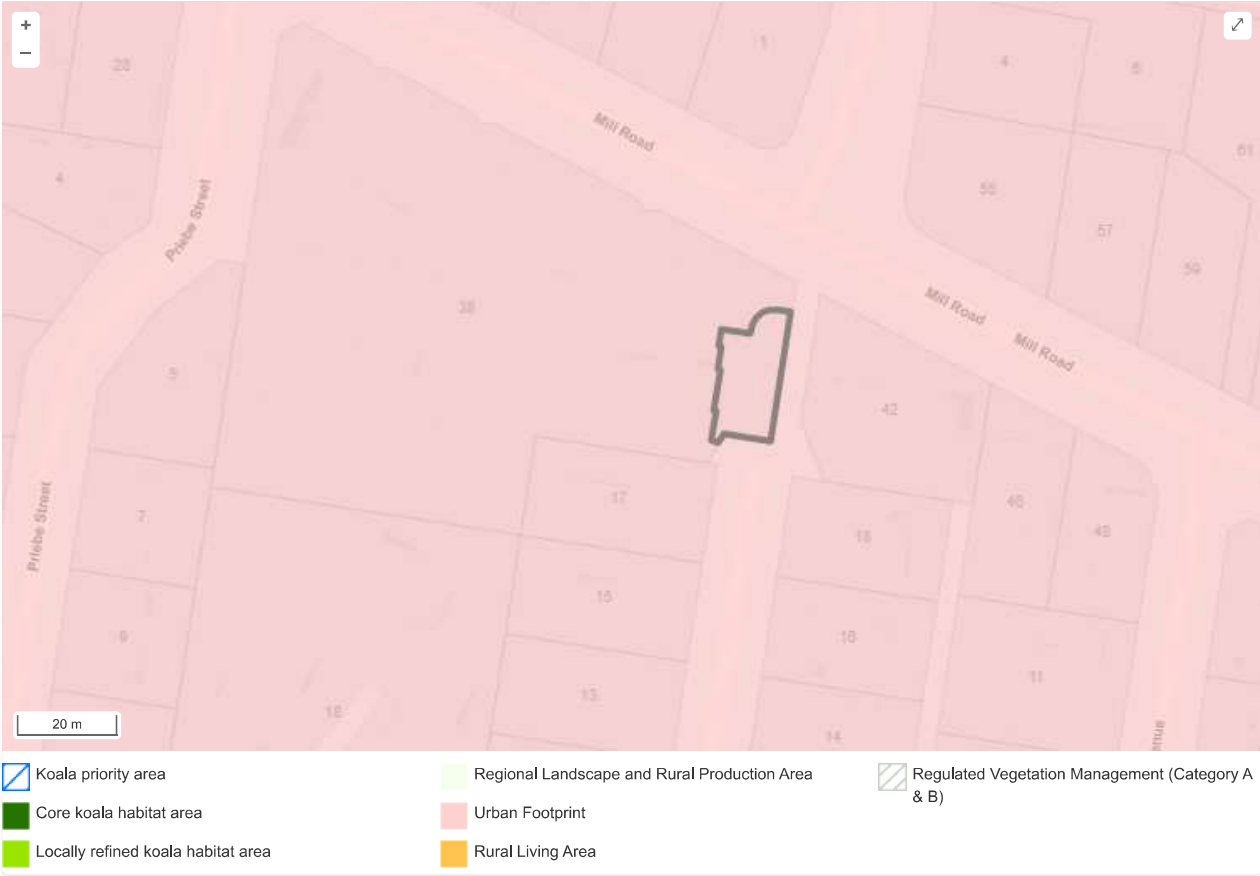 +
−
23
1
4
6
Mill Road
61
4
Priebe Street
57
59
38
Mill Road
Mill Road
5
42
17
46
48
7
Priebe Street
15
16
9
11
13
14
20 m
Koala priority area
Regional Landscape and Rural Production Area
Regulated Vegetation Management (Category A
& B)
Core koala habitat area
Urban Footprint
Locally refined koala habitat area
Rural Living Area